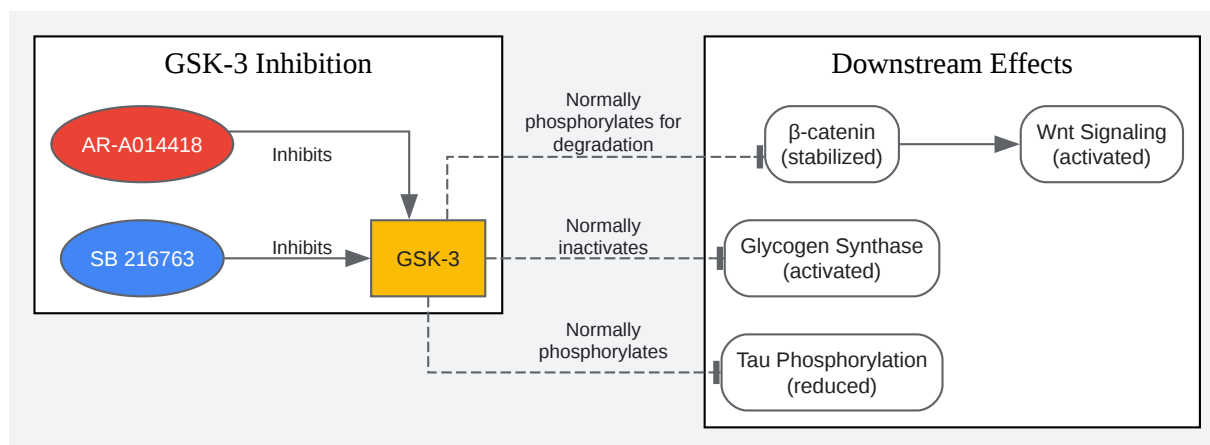 GSK-3 Inhibition
AR-A014418
Inhibits
SB 216763
Inhibits
GSK-3
Normally
phosphorylates for
degradation
Normally
inactivates
Normally
phosphorylates
Downstream Effects
β-catenin
(stabilized)
Wnt Signaling
(activated)
Glycogen Synthase
(activated)
Tau Phosphorylation
(reduced)